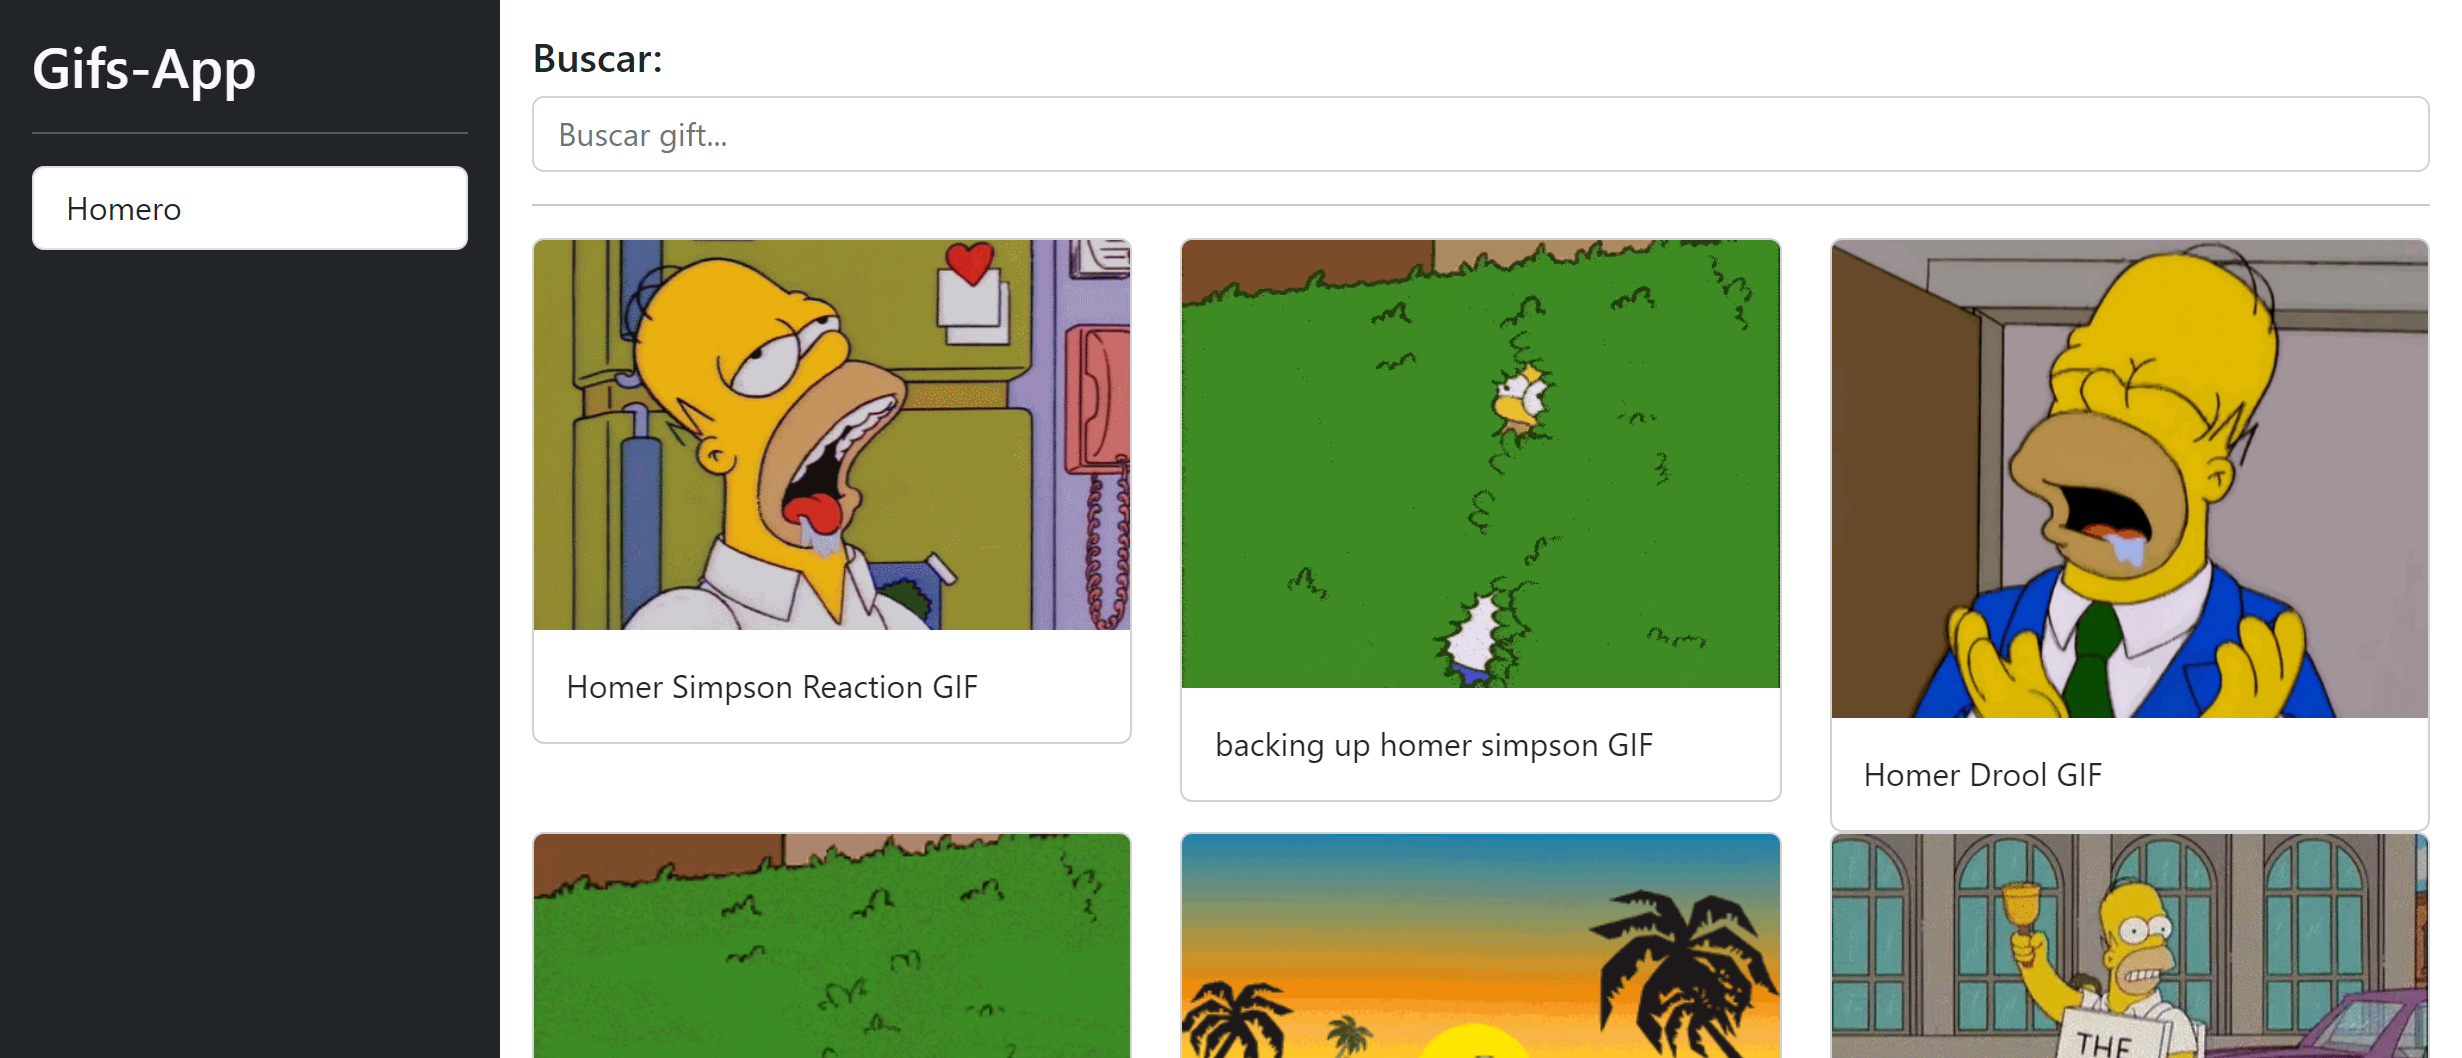 Gifs-App
Homero
Buscar:
Buscar gift...
Homer Simpson Reaction GIF
backing up homer simpson GIF
Homer Drool GIF
THE